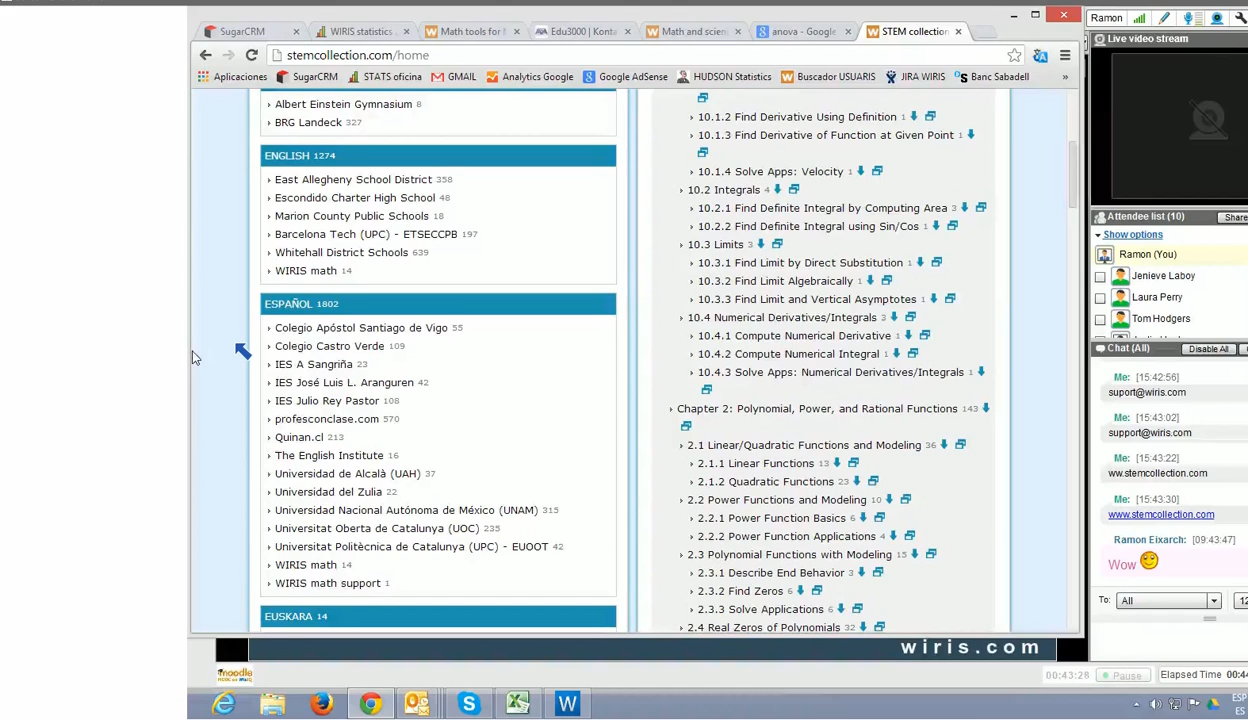 SugarCRM
WIRIS statistics
Math tools for
Edu3000 | Konta
Math and scien
anova - Google
STEM collection
stemcollection.com/home
Aplicaciones
SugarCRM
STATS oficina
GMAIL
Analytics Google
Google AdSense
HUDSON Statistics
Buscador USUARIS
JIRA WIRIS
Banc Sabadell
»
Albert Einstein Gymnasium 8
BRG Landeck 327
ENGLISH 1274
East Allegheny School District 358
Escondido Charter High School 48
Marion County Public Schools 18
Barcelona Tech (UPC) - ETSECCPB 197
Whitehall District Schools 639
WIRIS math 14
ESPAÑOL 1802
Colegio Apóstol Santiago de Vigo 55
Colegio Castro Verde 109
IES A Sangriña 23
IES José Luis L. Aranguren 42
IES Julio Rey Pastor 108
profesconclase.com 570
Quinan.cl 213
The English Institute 16
Universidad de Alcalà (UAH) 37
Universidad del Zulia 22
Universidad Nacional Autónoma de México (UNAM) 315
Universitat Oberta de Catalunya (UOC) 235
Universitat Politècnica de Catalunya (UPC) - EUOOT 42
WIRIS math 14
WIRIS math support 1
EUSKARA 14
10.1.2 Find Derivative Using Definition 1
10.1.3 Find Derivative of Function at Given Point 1
10.1.4 Solve Apps: Velocity 1
10.2 Integrals 4
10.2.1 Find Definite Integral by Computing Area 3
10.2.2 Find Definite Integral using Sin/Cos 1
10.3 Limits 3
10.3.1 Find Limit by Direct Substitution 1
10.3.2 Find Limit Algebraically 1
10.3.3 Find Limit and Vertical Asymptotes 1
10.4 Numerical Derivatives/Integrals 3
10.4.1 Compute Numerical Derivative 1
10.4.2 Compute Numerical Integral 1
10.4.3 Solve Apps: Numerical Derivatives/Integrals 1
Chapter 2: Polynomial, Power, and Rational Functions 143
2.1 Linear/Quadratic Functions and Modeling 36
2.1.1 Linear Functions 13
2.1.2 Quadratic Functions 23
2.2 Power Functions and Modeling 10
2.2.1 Power Function Basics 6
2.2.2 Power Function Applications 4
2.3 Polynomial Functions with Modeling 15
2.3.1 Describe End Behavior 3
2.3.2 Find Zeros 6
2.3.3 Solve Applications 6
2.4 Real Zeros of Polynomials 32
wiris.com
moodle
Ramon
Live video stream
Attendee list (10)
Share
Show options
Ramon (You)
Jenieve Laboy
Laura Perry
Tom Hodgers
Chat (All)
Disable All
Me: [15:42:56]
suport@wiris.com
Me: [15:43:02]
support@wiris.com
Me: [15:43:22]
ww.stemcollection.com
Me: [15:43:30]
www.stemcollection.com
Ramon Eixarch: [09:43:47]
Wow
To: All
12
00:43:28
Pause
Elapsed Time 00:4
ESP
ES